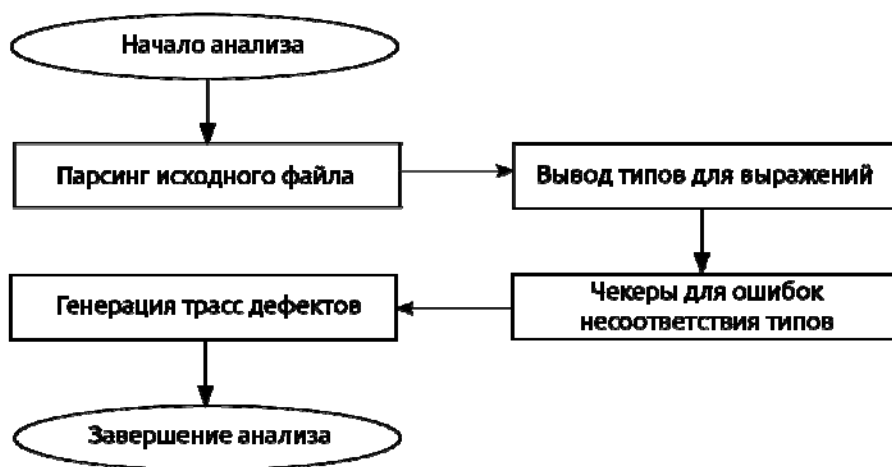 Начало анализа
Парсинг исходного файла
Вывод типов для выражений
Чекеры для ошибок
несоответствия типов
Генерация трасс дефектов
Завершение анализа